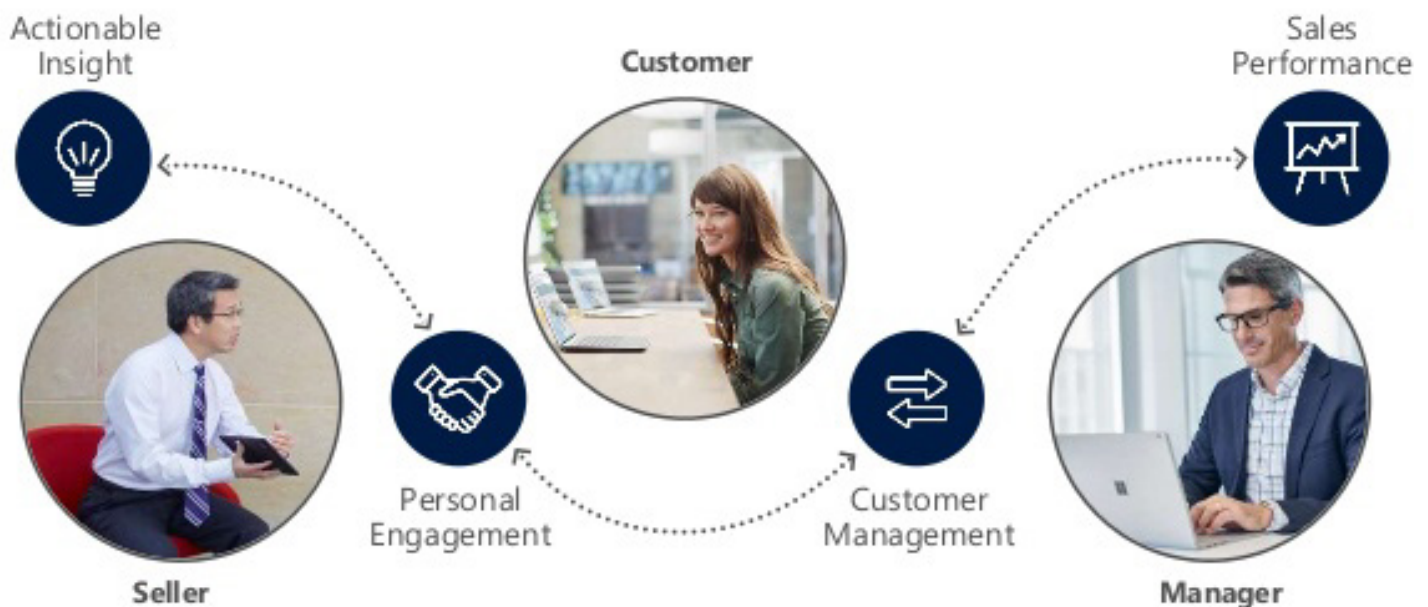 Actionable
Insight
Customer
Sales
Performance
Personal
Engagement
Customer
Management
Seller
Manager